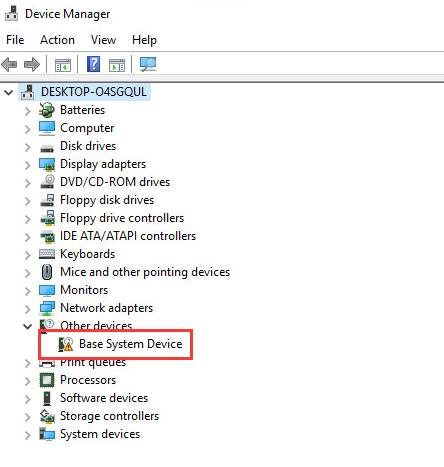 Device Manager
File Action View Help
DESKTOP-O4SGQUL
Batteries
Computer
Disk drives
Display adapters
DVD/CD-ROM drives
Floppy disk drives
Floppy drive controllers
IDE ATA/ATAPI controllers
Keyboards
Mice and other pointing devices
Monitors
Network adapters
Other devices
Base System Device
Print queues
Processors
Software devices
Storage controllers
System devices